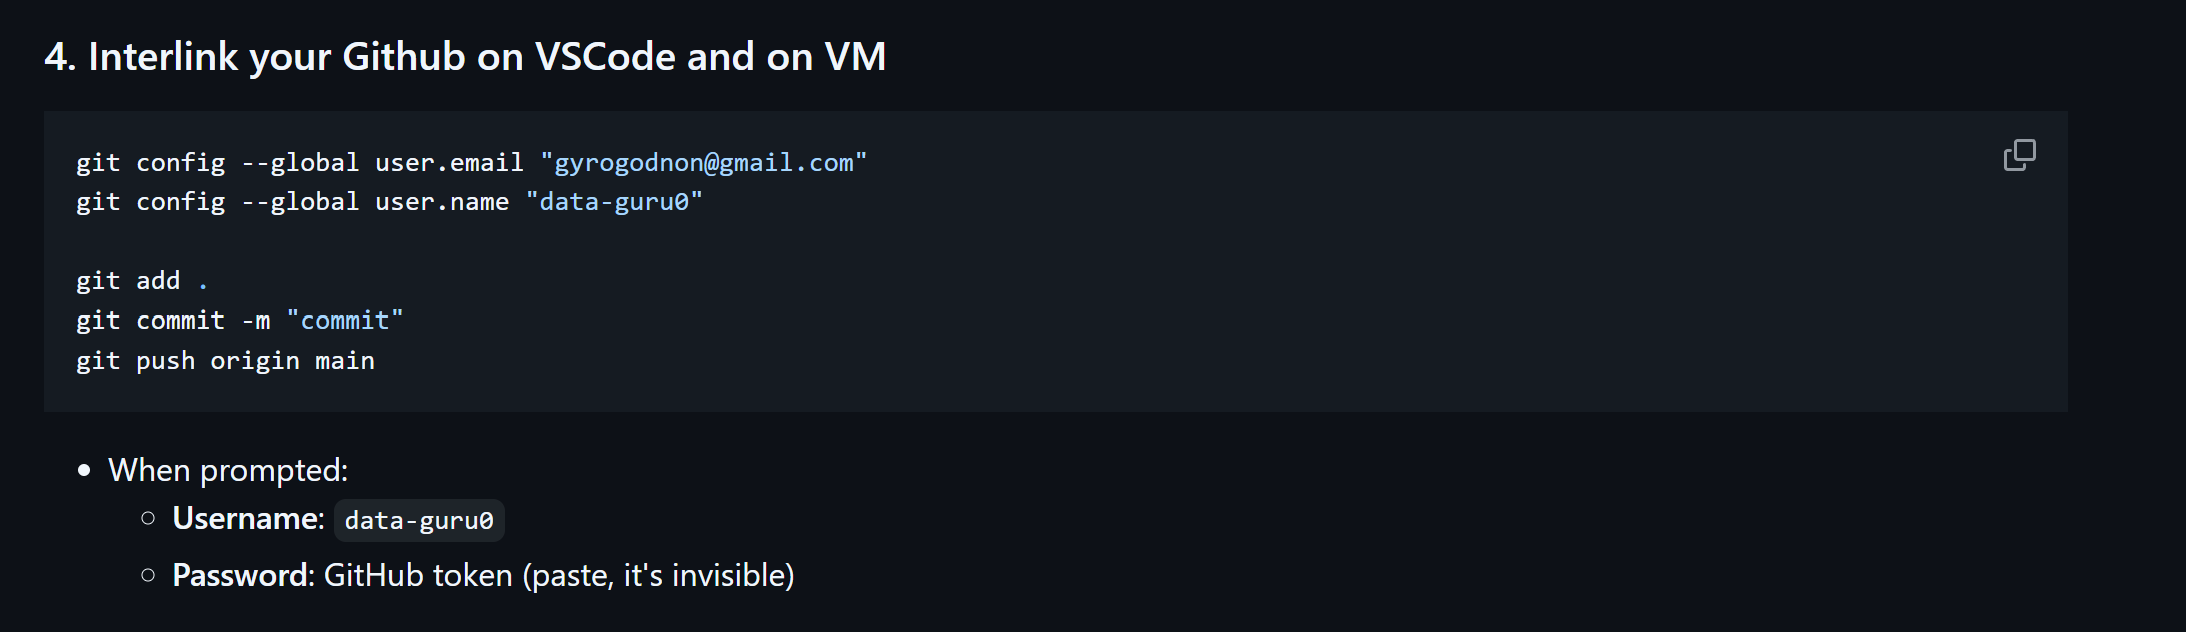 4. Interlink your Github on VSCode and on VM
git config --global user.email "gyrogodnon@gmail.com"
git config --global user.name "data-guru0"
git add .
git commit -m "commit"
git push origin main
When prompted:
Username: data-guru0
Password: GitHub token (paste, it's invisible)